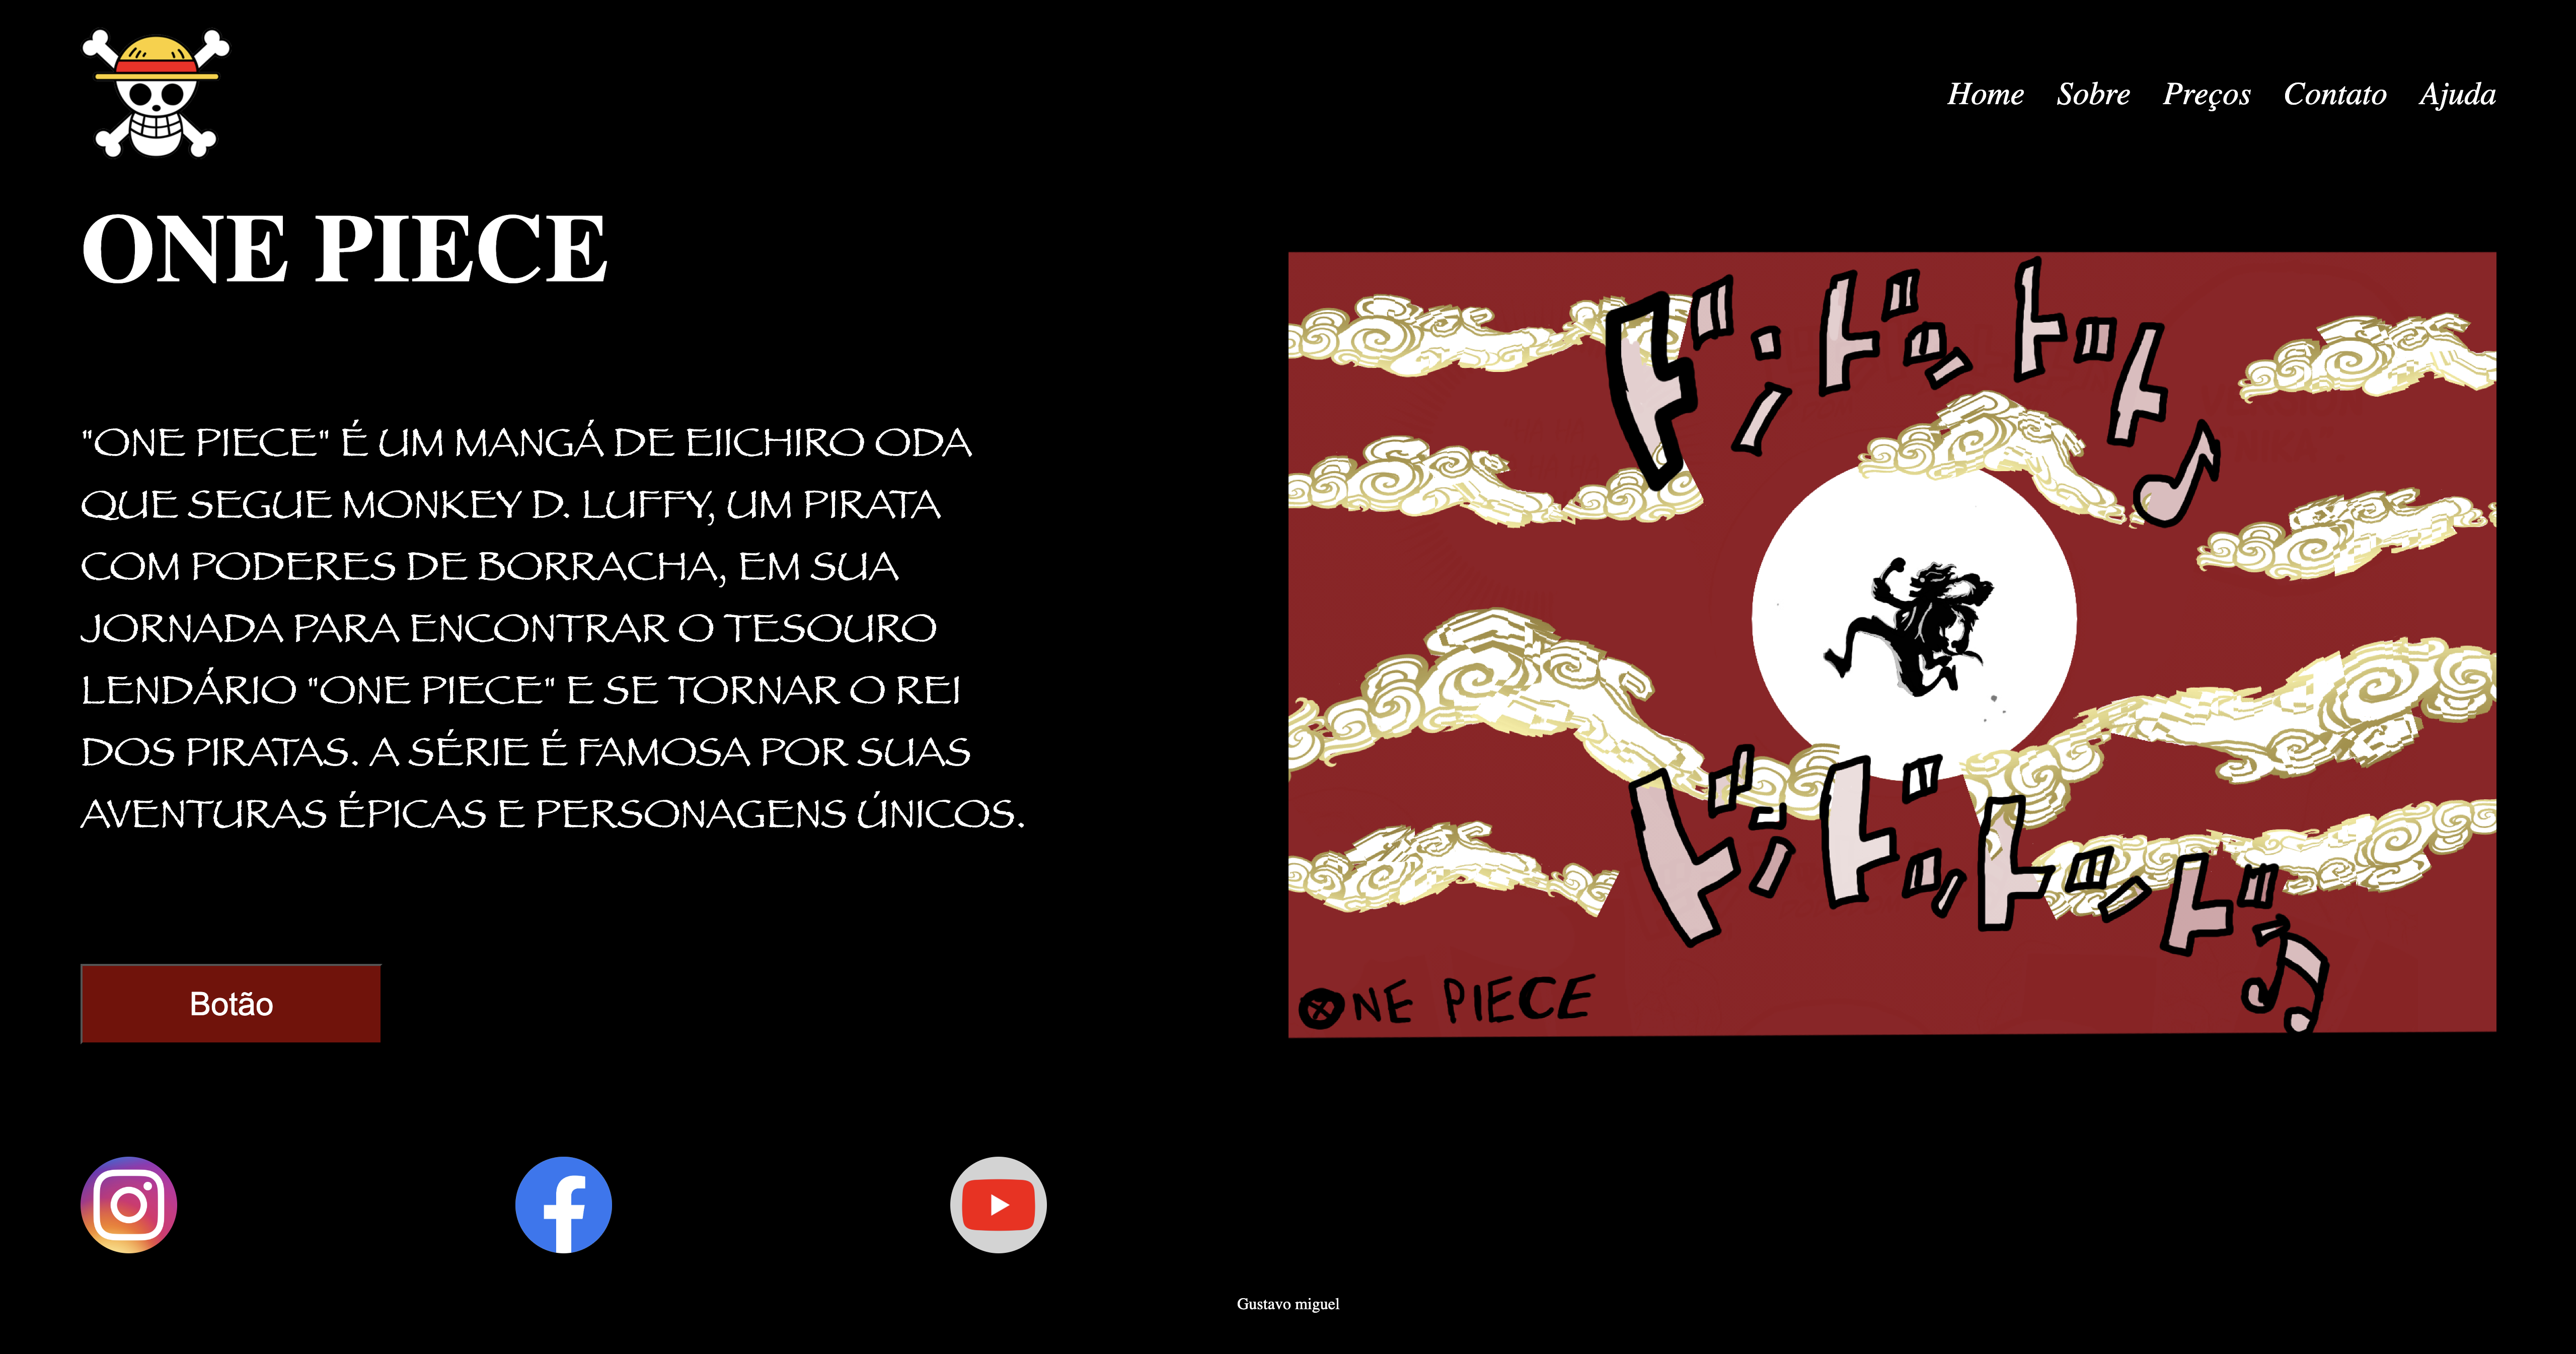 Home Sobre Preços Contato Ajuda
ONE PIECE
"ONE PIECE" É UM MANGÁ DE EIICHIRO ODA
QUE SEGUE MONKEY D. LUFFY, UM PIRATA
COM PODERES DE BORRACHA, EM SUA
JORNADA PARA ENCONTRAR O TESOURO
LENDÁRIO "ONE PIECE" E SE TORNAR O REI
DOS PIRATAS. A SÉRIE É FAMOSA POR SUAS
AVENTURAS ÉPICAS E PERSONAGENS ÚNICOS.
Botão
ドンドットット♪
ドンドットット♫
ONE PIECE
Gustavo miguel